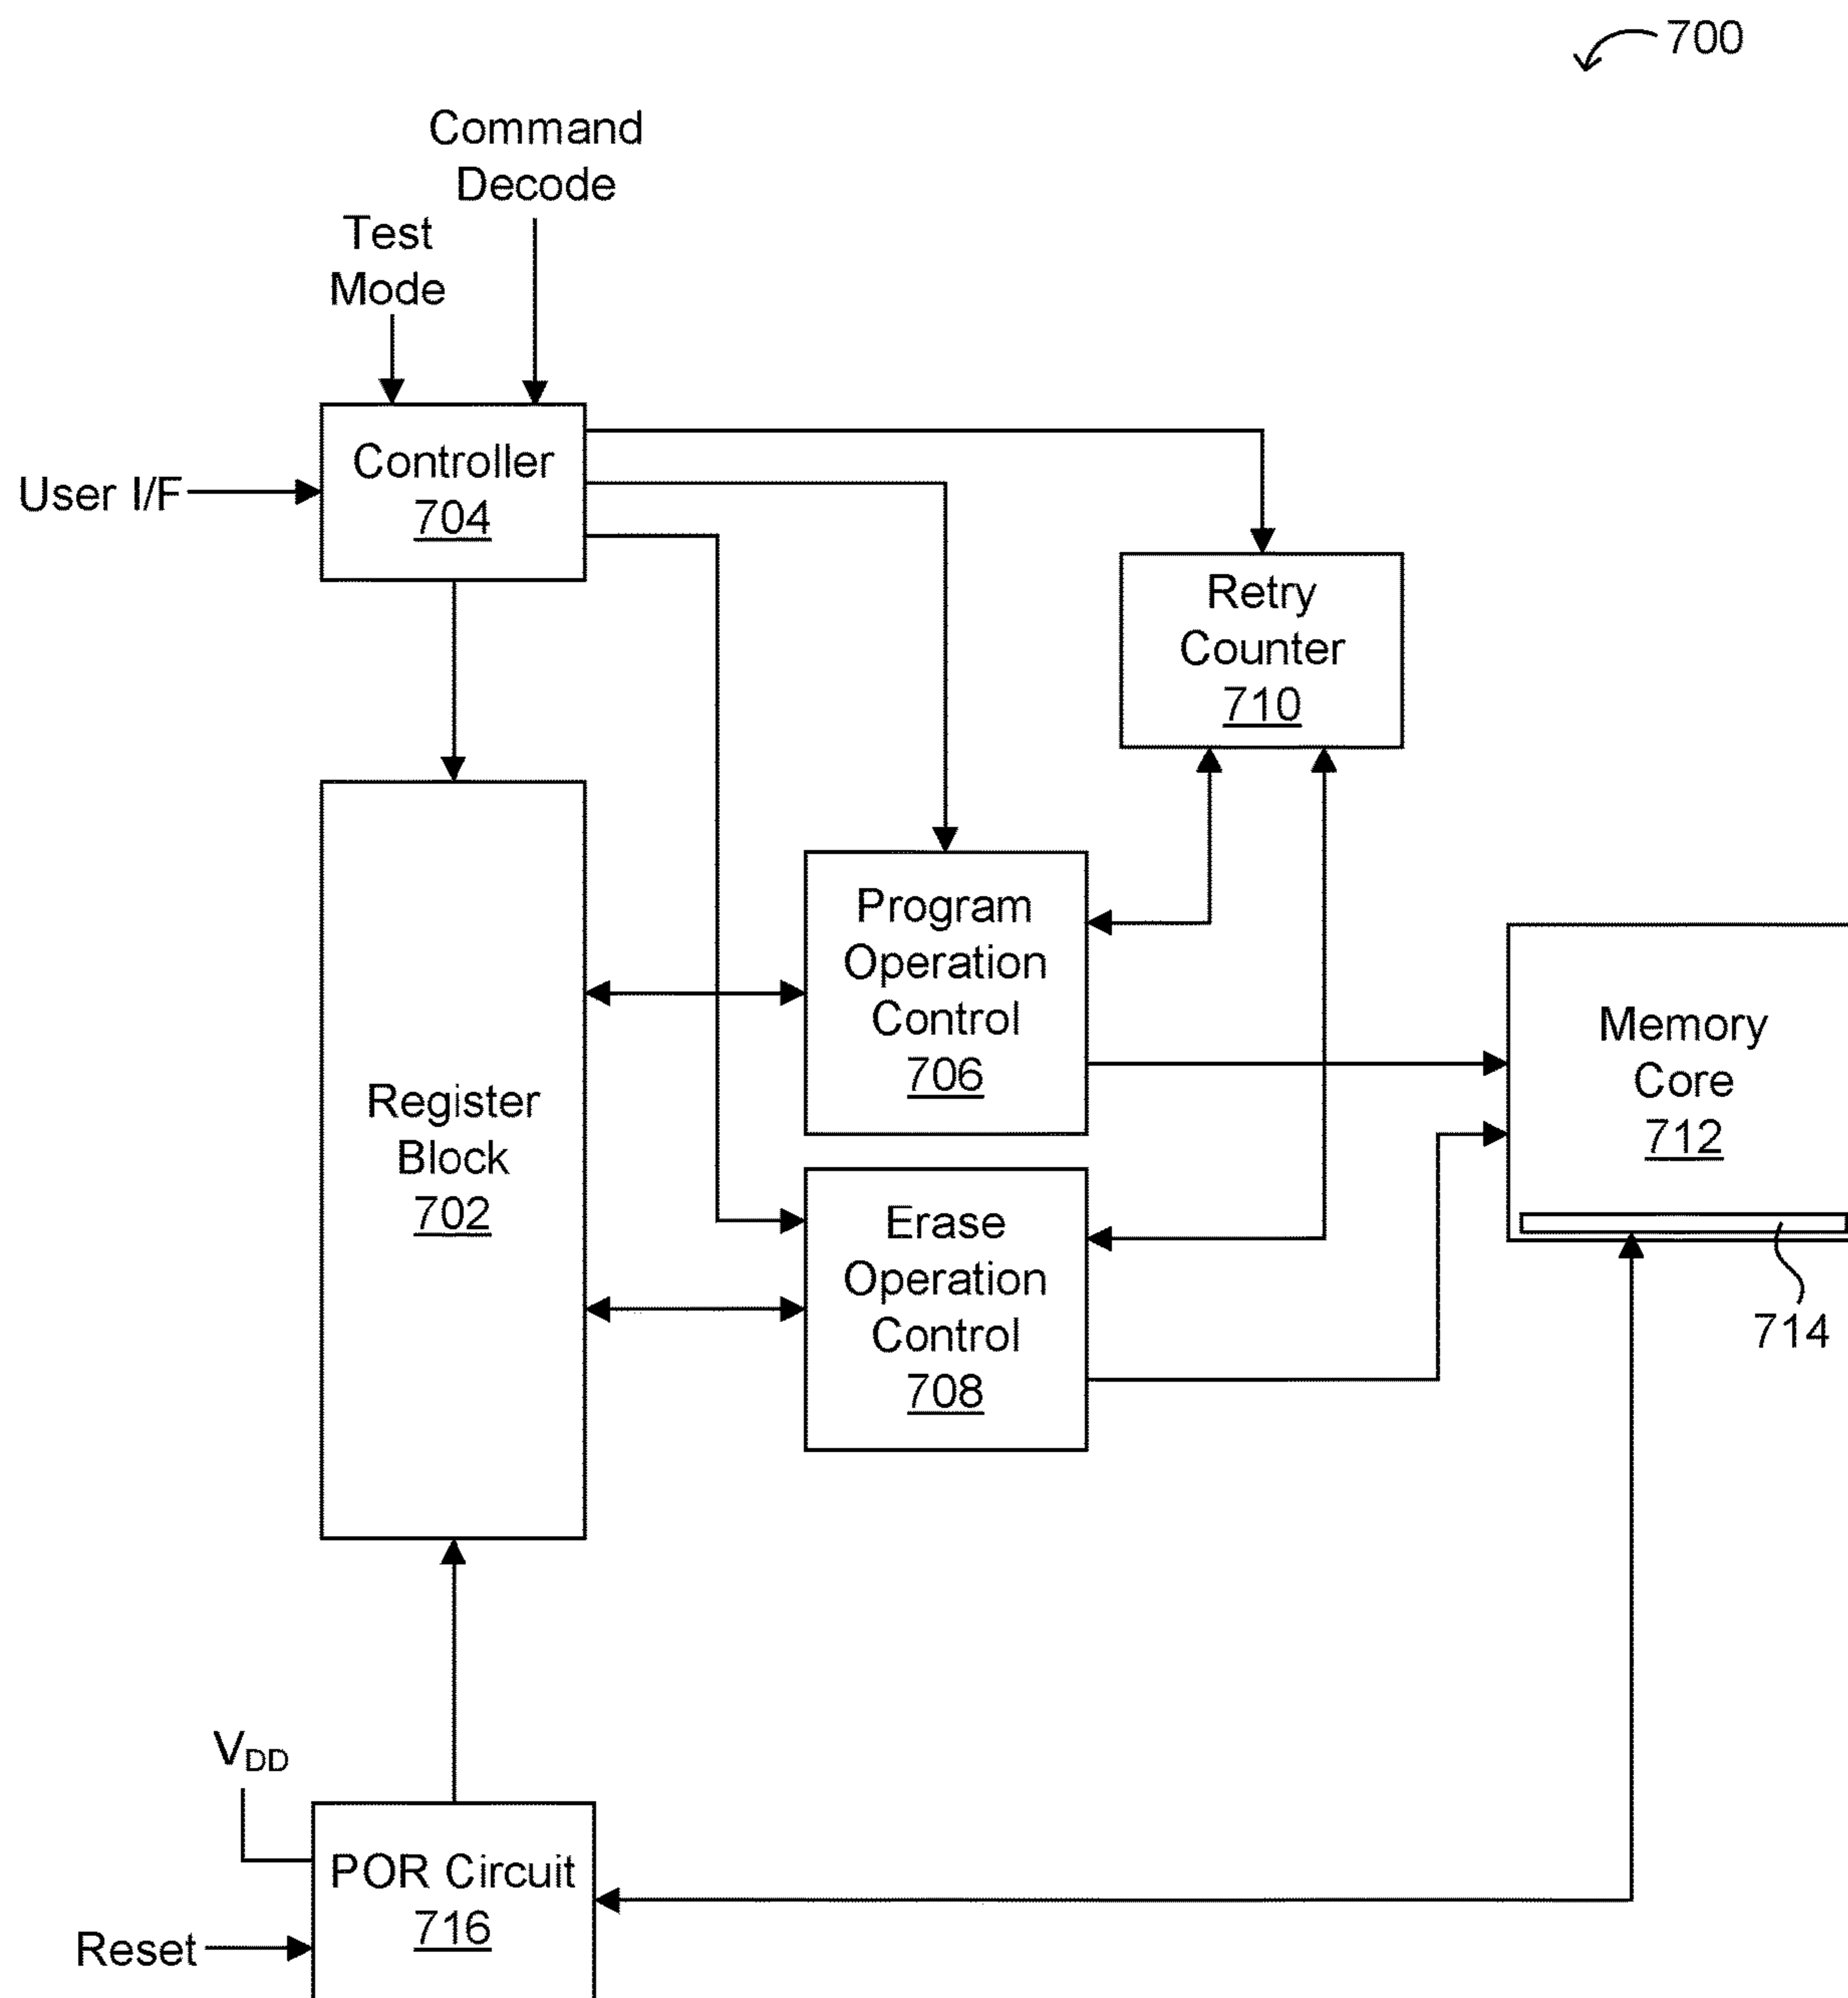 700
Command
Decode
Test
Mode
User I/F
Controller
704
Retry
Counter
710
Program
Operation
Control
706
Memory
Core
712
Register
Block
702
Erase
Operation
Control
708
714
VDD
POR Circuit
716
Reset